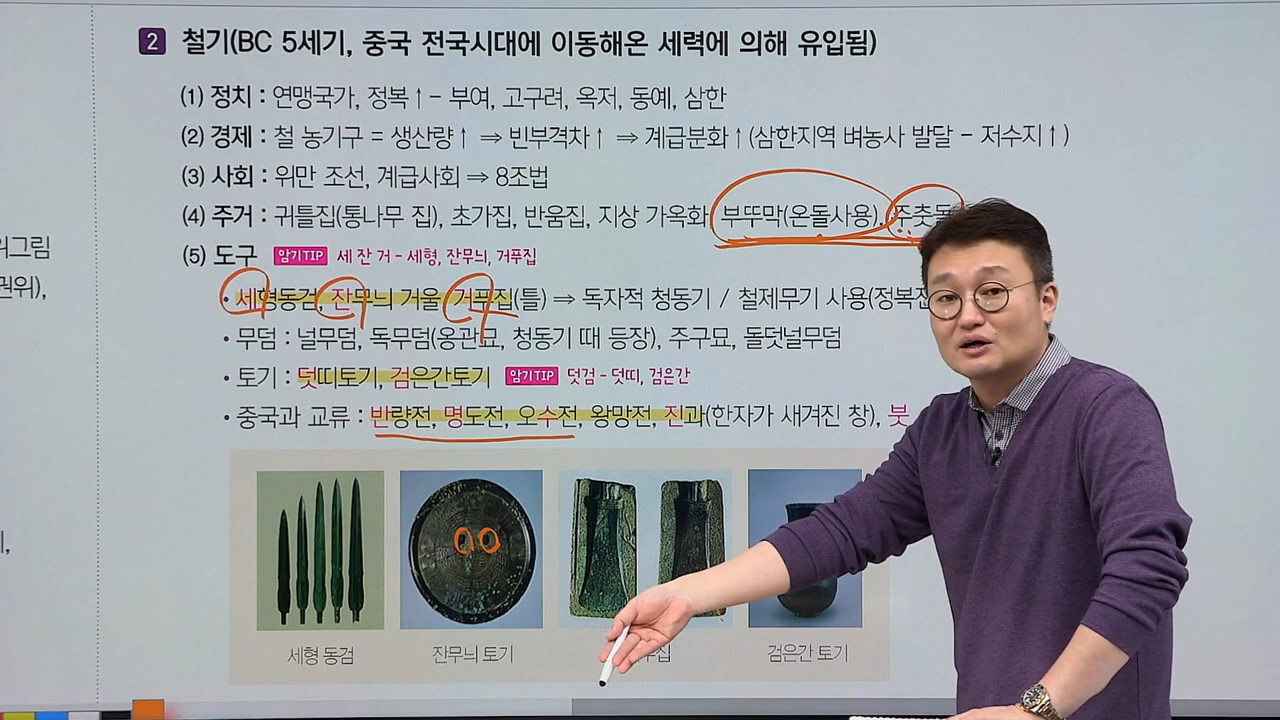 2 철기(BC 5세기, 중국 전국시대에 이동해온 세력에 의해 유입됨)
(1) 정치 : 연맹국가, 정복↑ - 부여, 고구려, 옥저, 동예, 삼한
(2) 경제 : 철 농기구 = 생산량↑ ⇒ 빈부격차↑ ⇒ 계급분화↑(삼한지역 벼농사 발달 - 저수지↑)
(3) 사회 : 위만 조선, 계급사회 ⇒ 8조법
(4) 주거 : 귀틀집(통나무 집), 초가집, 반움집, 지상 가옥화, 부뚜막(온돌사용), 주춧돌
(5) 도구 암기TIP 세 잔 거 - 세형, 잔무늬, 거푸집
• 세형동검, 잔무늬 거울 거푸집(틀) ⇒ 독자적 청동기 / 철제무기 사용(정복전
• 무덤 : 널무덤, 독무덤(옹관묘, 청동기 때 등장), 주구묘, 돌덧널무덤
• 토기 : 덧띠토기, 검은간토기 암기TIP 덧검 - 덧띠, 검은간
• 중국과 교류 : 반량전, 명도전, 오수전, 왕망전, 진과(한자가 새겨진 창), 붓
위그림
권위),
세형 동검
잔무늬 토기
집
검은간 토기